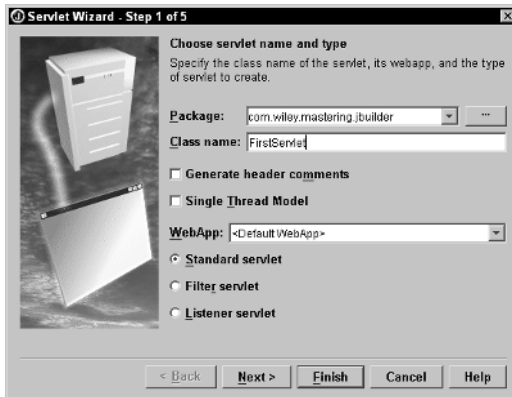 Servlet Wizard - Step 1 of 5
Choose servlet name and type
Specify the class name of the servlet, its webapp, and the type
of servlet to create.
Package: com.wiley.mastering.jbuilder ...
Class name: FirstServlet
Generate header comments
Single Thread Model
WebApp: <Default WebApp>
Standard servlet
Filter servlet
Listener servlet
< Back Next > Finish Cancel Help